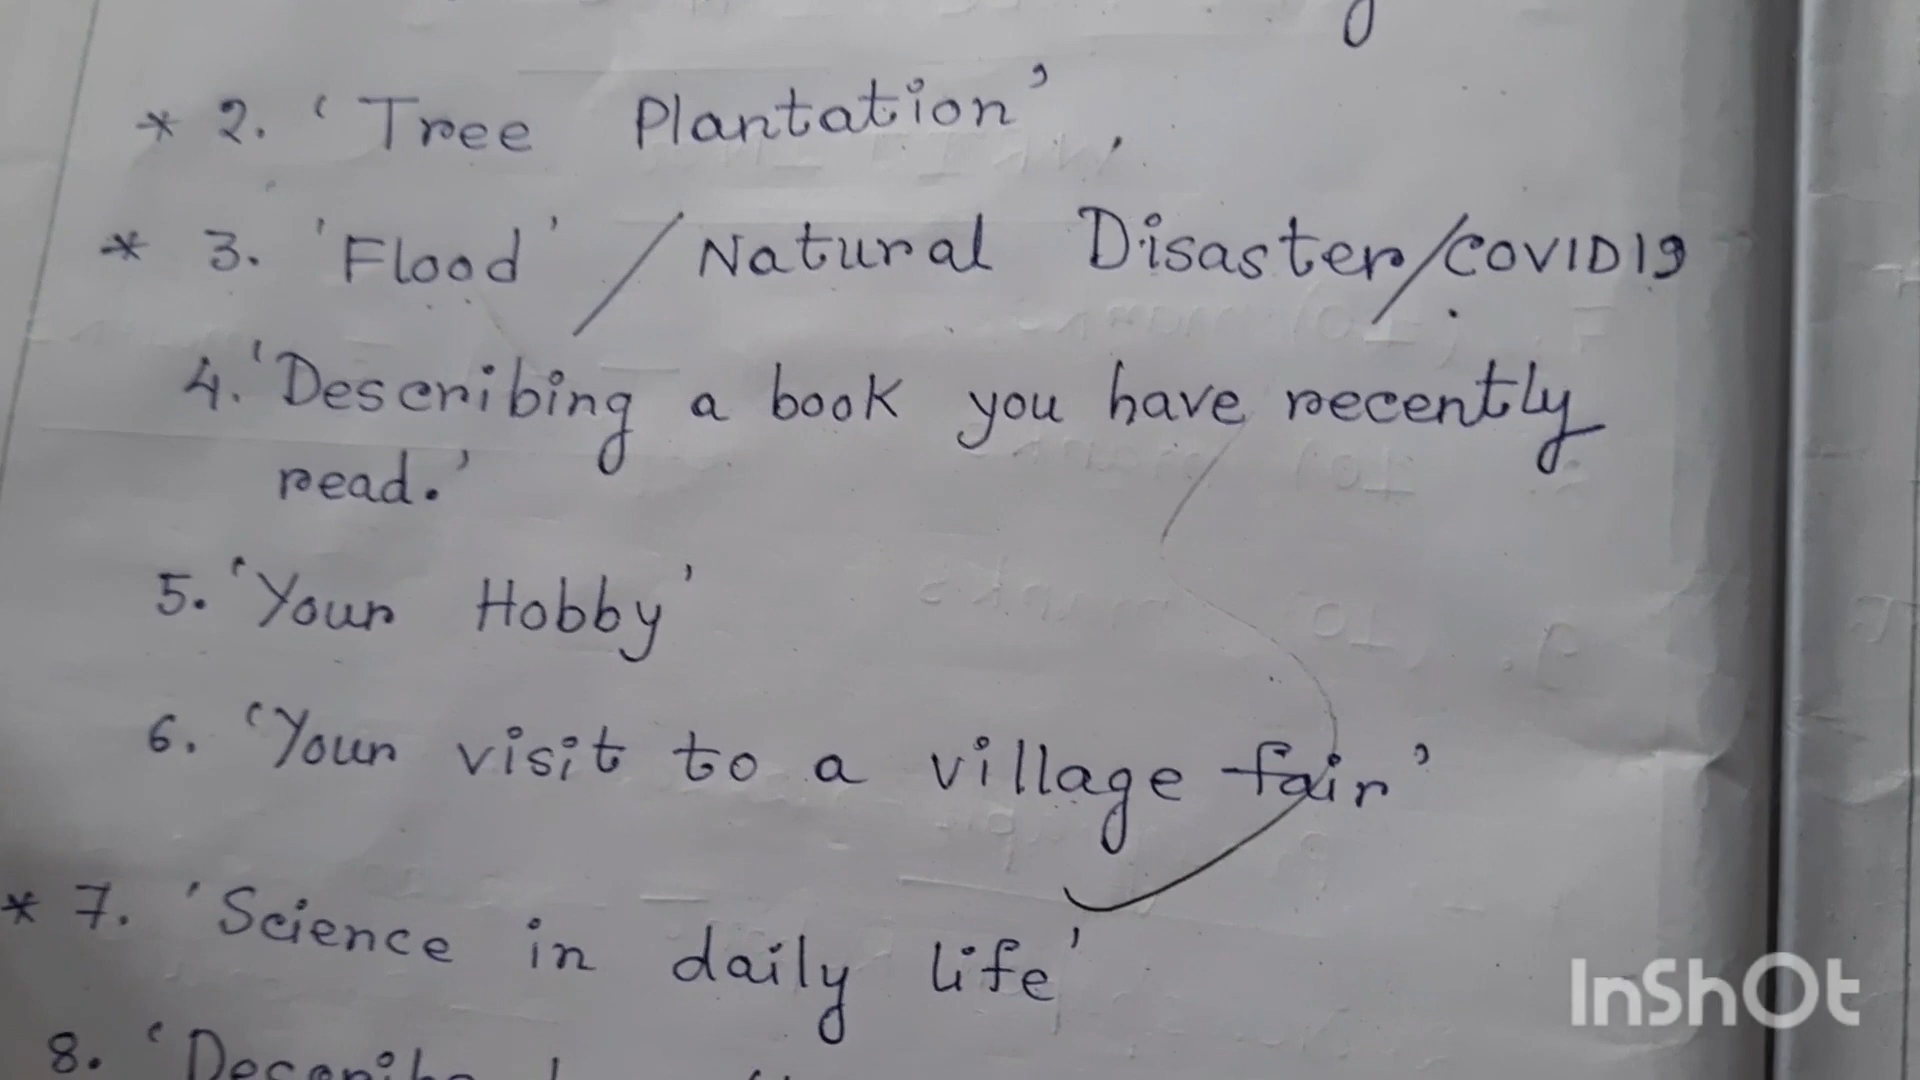 * 2. 'Tree Plantation'
* 3. 'Flood' / Natural Disaster/COVID19
4. 'Describing a book you have recently
read.'
5. 'Your Hobby'
6. 'Your visit to a village fair'
* 7. 'Science in daily life'
8. '
InShOt